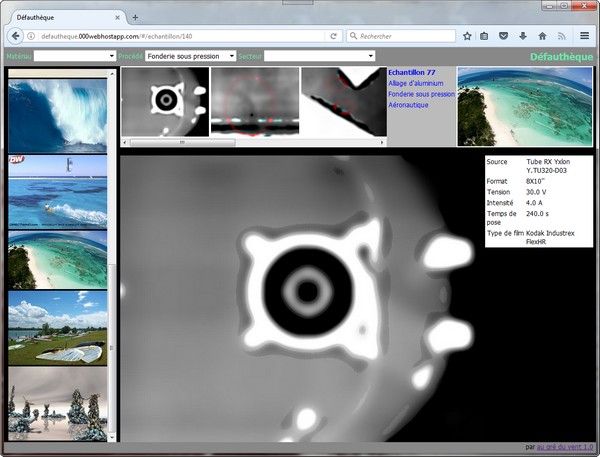 Défauthèque
defautheque.000webhostapp.com/#/echantillon/140
Rechercher
Matériau
Procédé
Fonderie sous pression
Secteur
Défauthèque
Echantillon 77
Alliage d'aluminium
Fonderie sous pression
Aéronautique
DW
Source Tube RX Yxlon
Y.TU320-D03
Format 8X10"
Tension 30.0 V
Intensité 4.0 A
Temps de pose 240.0 s
Type de film Kodak Industrex
FlexHR
par au gré du vent 1.0